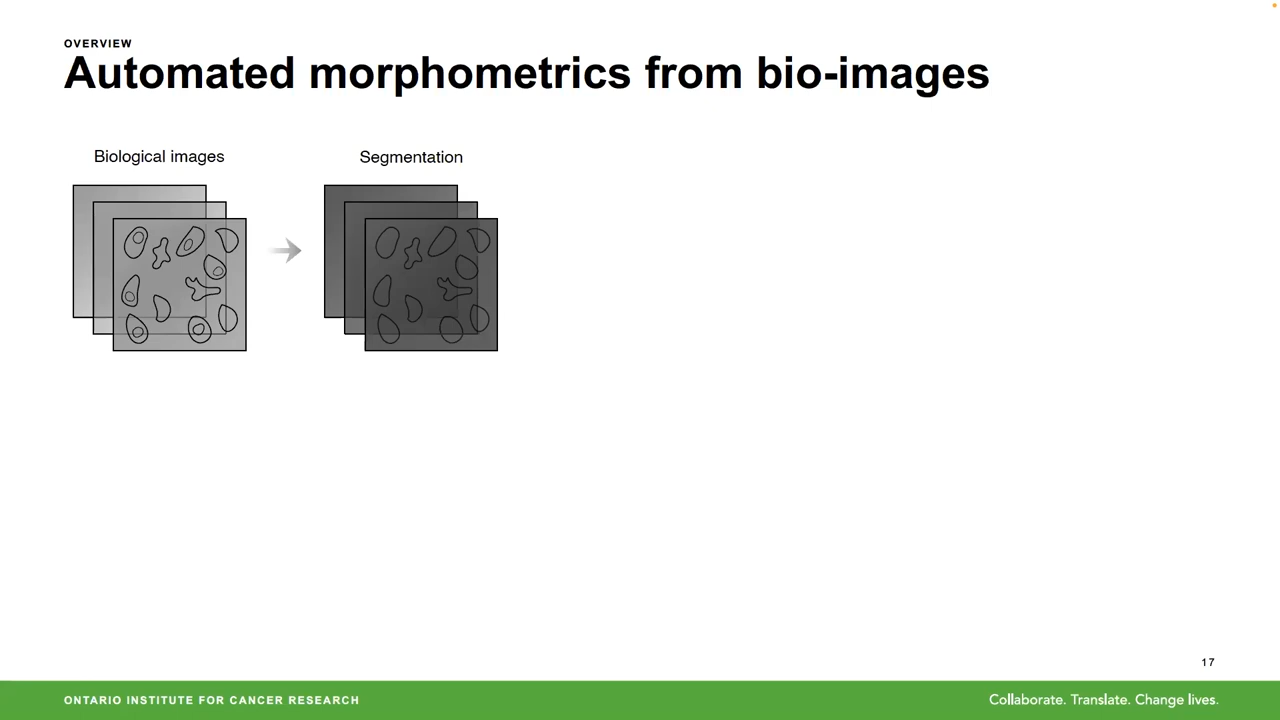 OVERVIEW
Automated morphometrics from bio-images
Biological images
Segmentation
17
ONTARIO INSTITUTE FOR CANCER RESEARCH
Collaborate. Translate. Change lives.